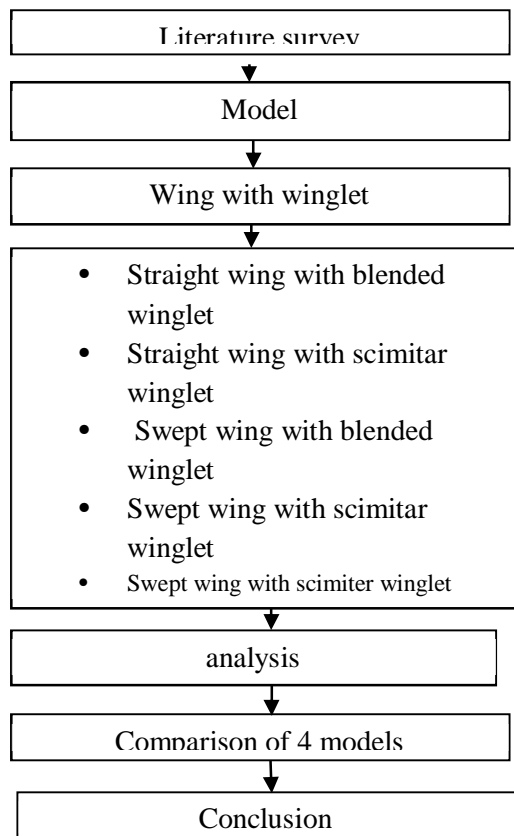 Literature survey
Model
Wing with winglet
• Straight wing with blended
winglet
• Straight wing with scimitar
winglet
• Swept wing with blended
winglet
• Swept wing with scimitar
winglet
• Swept wing with scimiter winglet
analysis
Comparison of 4 models
Conclusion